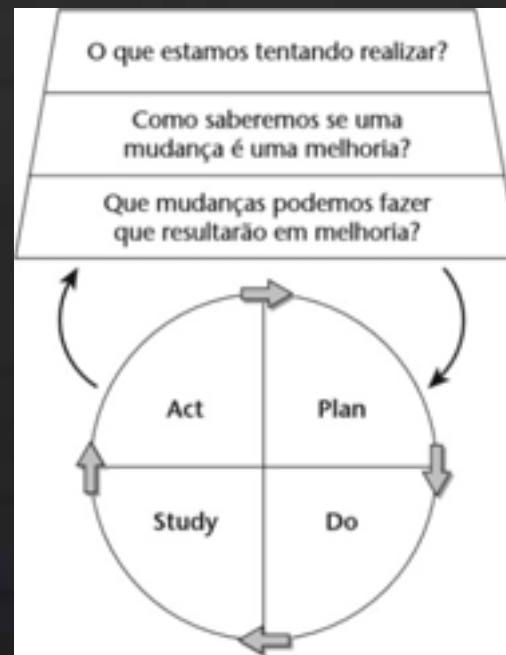 O que estamos tentando realizar?
Como saberemos se uma
mudança é uma melhoria?
Que mudanças podemos fazer
que resultarão em melhoria?
Act
Plan
Study
Do